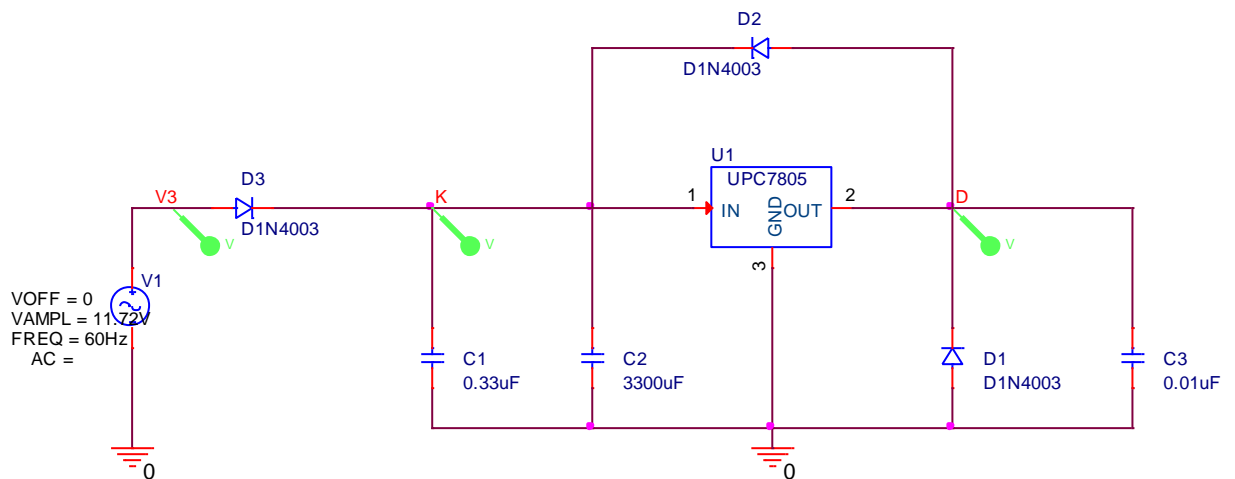 D2
D1N4003
U1
UPC7805
D3
V3
K
1
IN
GND
OUT
2
D
D1N4003
V
V
V
3
V1
VOFF = 0
VAMPL = 11.72V
FREQ = 60Hz
AC =
C1
0.33uF
C2
3300uF
D1
D1N4003
C3
0.01uF
0
0